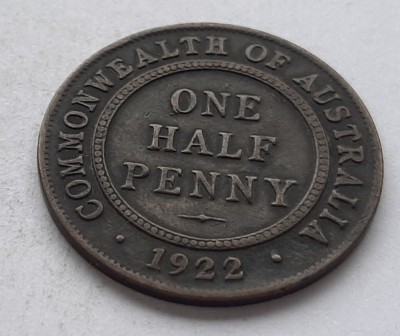 COMMONWEALTH OF AUSTRALIA
ONE
HALF
PENNY
· 1922 ·